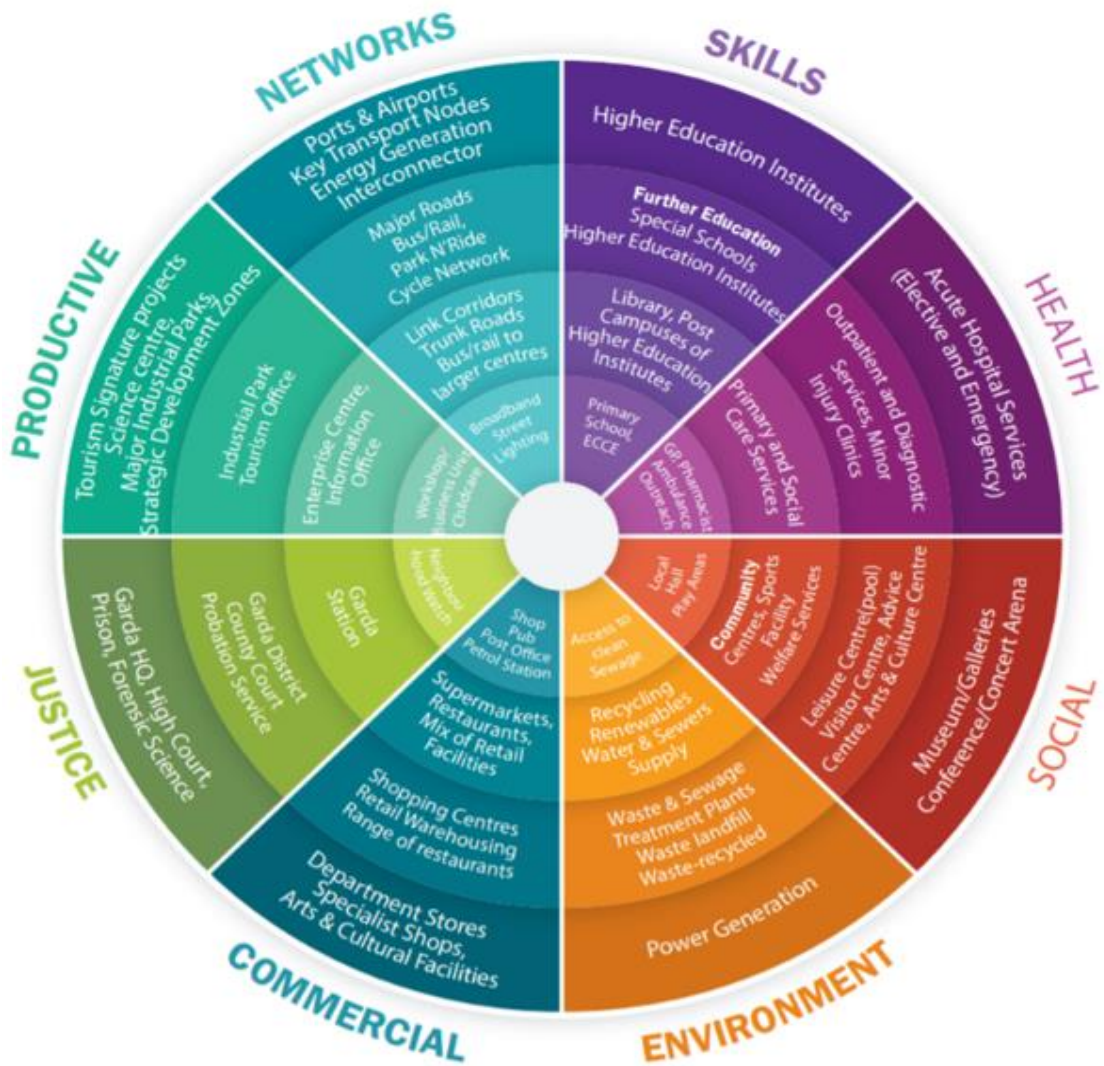 NETWORKS
Ports & Airports
Key Transport Nodes
Energy Generation
Interconnector
Major Roads
Bus/Rail,
Park N'Ride
Cycle Network
Link Corridors
Trunk Roads
Bus/rail to
larger centres
Broadband
Street
Lighting
SKILLS
Higher Education Institutes
Further Education
Special Schools
Higher Education Institutes
Library, Post
Campuses of
Higher Education
Institutes
Primary
School,
ECCE
HEALTH
Acute Hospital Services
(Elective and Emergency)
Outpatient and Diagnostic
Services, Minor
Injury Clinics
Primary and Social
Care Services
GP Pharmacist
Ambulance
Outreach
SOCIAL
Museum/Galleries
Conference/Concert Arena
Leisure Centre(pool)
Visitor Centre, Advice
Centre, Arts & Culture Centre
Community
Centres, Sports
Facility
Welfare Services
Local
Hall
Play Areas
ENVIRONMENT
Access to
clean
Sewage
Recycling
Renewables
Water & Sewers
Supply
Waste & Sewage
Treatment Plants
Waste landfill
Waste-recycled
Power Generation
COMMERCIAL
Shop
Pub
Post Office
Petrol Station
Supermarkets,
Restaurants,
Mix of Retail
Facilities
Shopping Centres
Retail Warehousing
Range of restaurants
Department Stores
Specialist Shops,
Arts & Cultural Facilities
JUSTICE
Garda HQ, High Court,
Prison, Forensic Science
Garda District
County Court
Probation Service
Garda
Station
Neighbor/
Hood Watch
PRODUCTIVE
Tourism Signature projects
Science centre,
Major Industrial Parks,
Strategic Development Zones
Industrial Park
Tourism Office
Enterprise Centre,
Information
Office
Workshop/
Business Units
Childcare